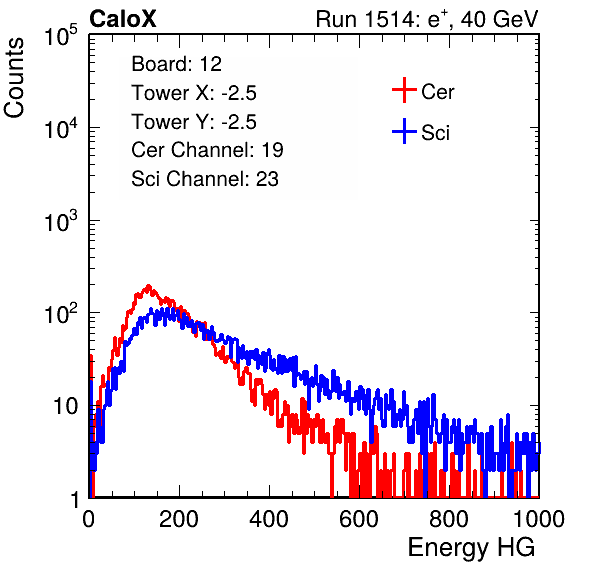 CaloX Run 1514: e⁺, 40 GeV
Counts
10⁵
10⁴
10³
10²
10
1
Board: 12
Tower X: -2.5
Tower Y: -2.5
Cer Channel: 19
Sci Channel: 23
Cer
Sci
0 200 400 600 800 1000
Energy HG